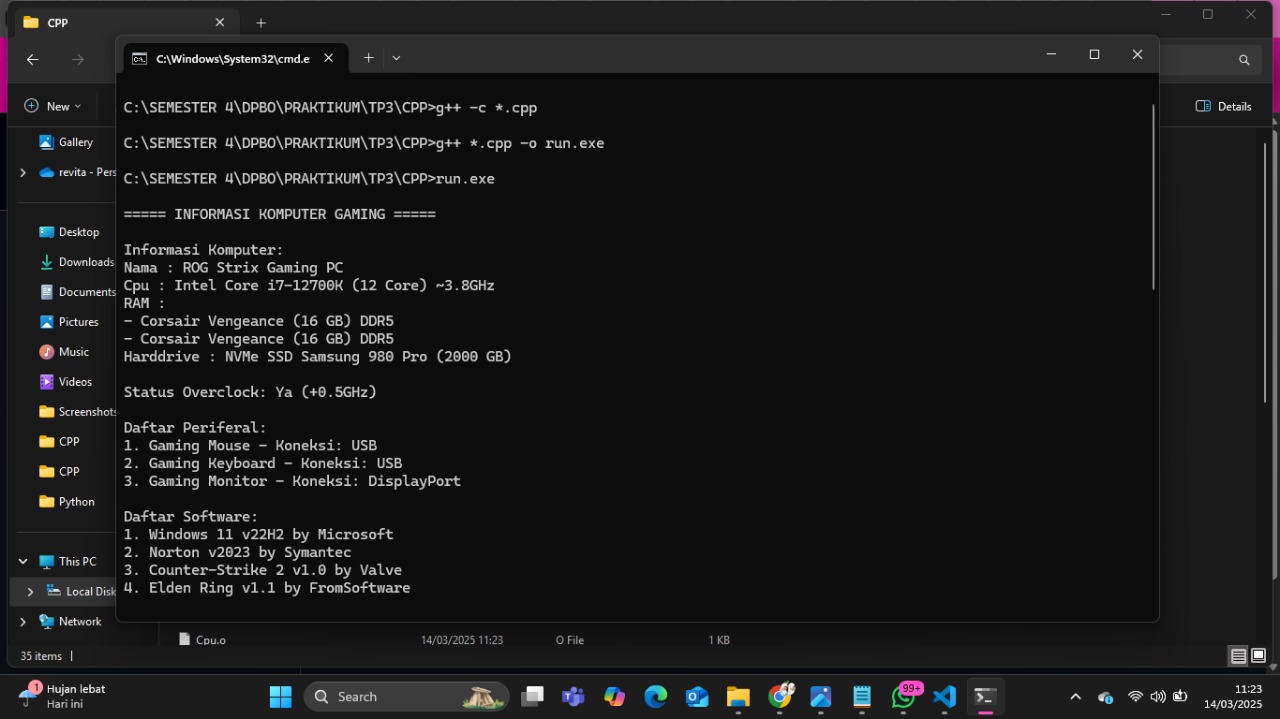 CPP
C:\Windows\System32\cmd.e
New
Details
Gallery
revita - Pers
Desktop
Downloads
Documents
Pictures
Music
Videos
Screenshots
CPP
CPP
Python
This PC
Local Disk
Network
C:\SEMESTER 4\DPBO\PRAKTIKUM\TP3\CPP>g++ -c *.cpp
C:\SEMESTER 4\DPBO\PRAKTIKUM\TP3\CPP>g++ *.cpp -o run.exe
C:\SEMESTER 4\DPBO\PRAKTIKUM\TP3\CPP>run.exe
===== INFORMASI KOMPUTER GAMING =====
Informasi Komputer:
Nama : ROG Strix Gaming PC
Cpu : Intel Core i7-12700K (12 Core) ~3.8GHz
RAM :
- Corsair Vengeance (16 GB) DDR5
- Corsair Vengeance (16 GB) DDR5
Harddrive : NVMe SSD Samsung 980 Pro (2000 GB)
Status Overclock: Ya (+0.5GHz)
Daftar Periferal:
1. Gaming Mouse - Koneksi: USB
2. Gaming Keyboard - Koneksi: USB
3. Gaming Monitor - Koneksi: DisplayPort
Daftar Software:
1. Windows 11 v22H2 by Microsoft
2. Norton v2023 by Symantec
3. Counter-Strike 2 v1.0 by Valve
4. Elden Ring v1.1 by FromSoftware
Cpu.o 14/03/2025 11:23 O File 1 KB
35 items
1
Hujan lebat
Hari ini
Search
99+
11:23
14/03/2025